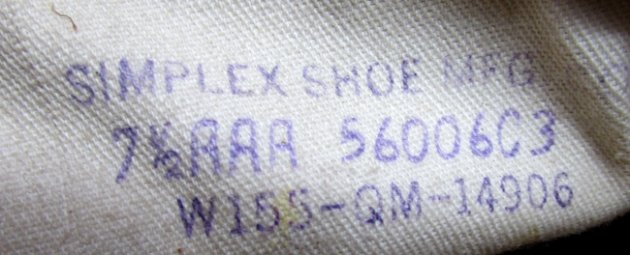 SIMPLEX SHOE MFG
7½AAA 56006C3
W155-QM-14906